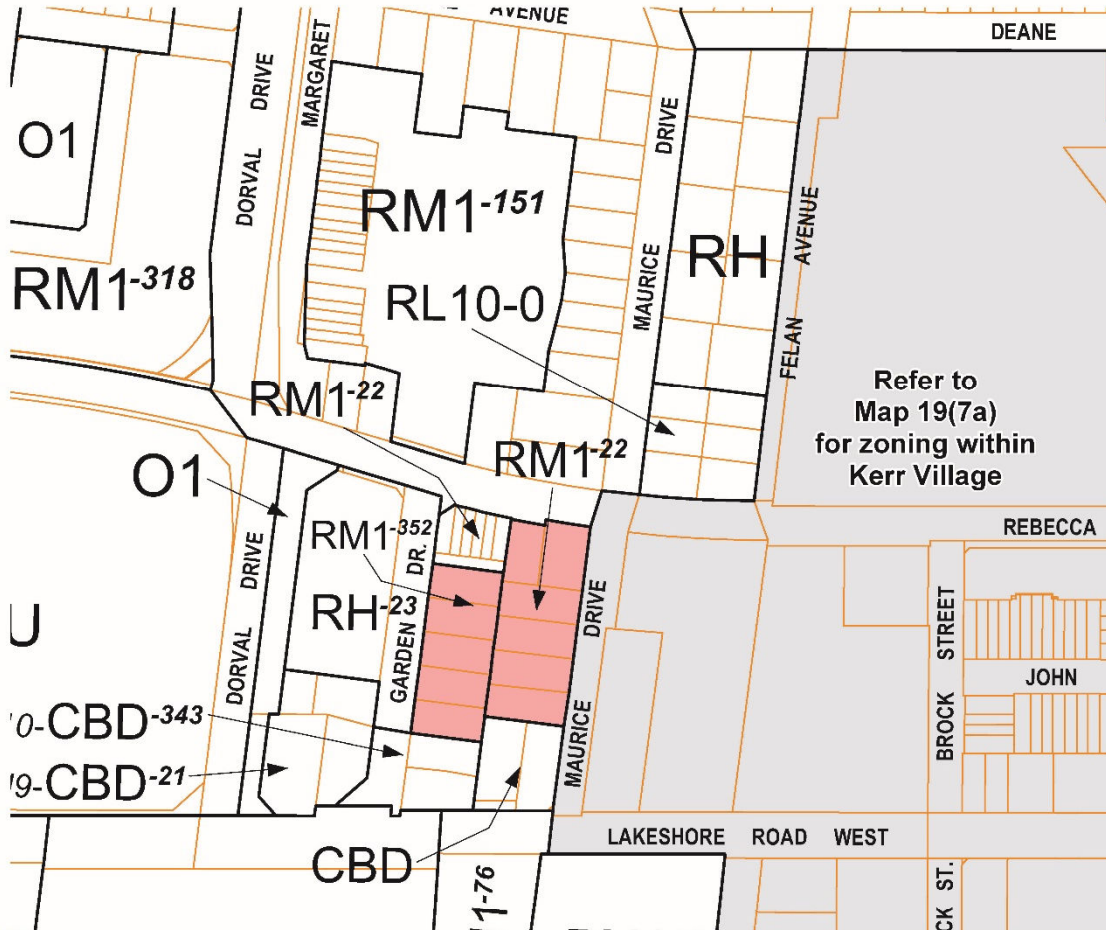 AVENUE
DEANE
DORVAL DRIVE
MARGARET
DRIVE
O1
RM1-151
RH
AVENUE
MAURICE
RM1-318
RL10-0
FELAN
Refer to
Map 19(7a)
for zoning within
Kerr Village
RM1-22
RM1-22
O1
REBECCA
RM1-352
DR.
RH-23
DORVAL DRIVE
GARDEN
DRIVE
STREET
U
JOHN
-CBD-343
MAURICE
BROCK
9-CBD-21
LAKESHORE ROAD WEST
CBD
1-76
CK ST.